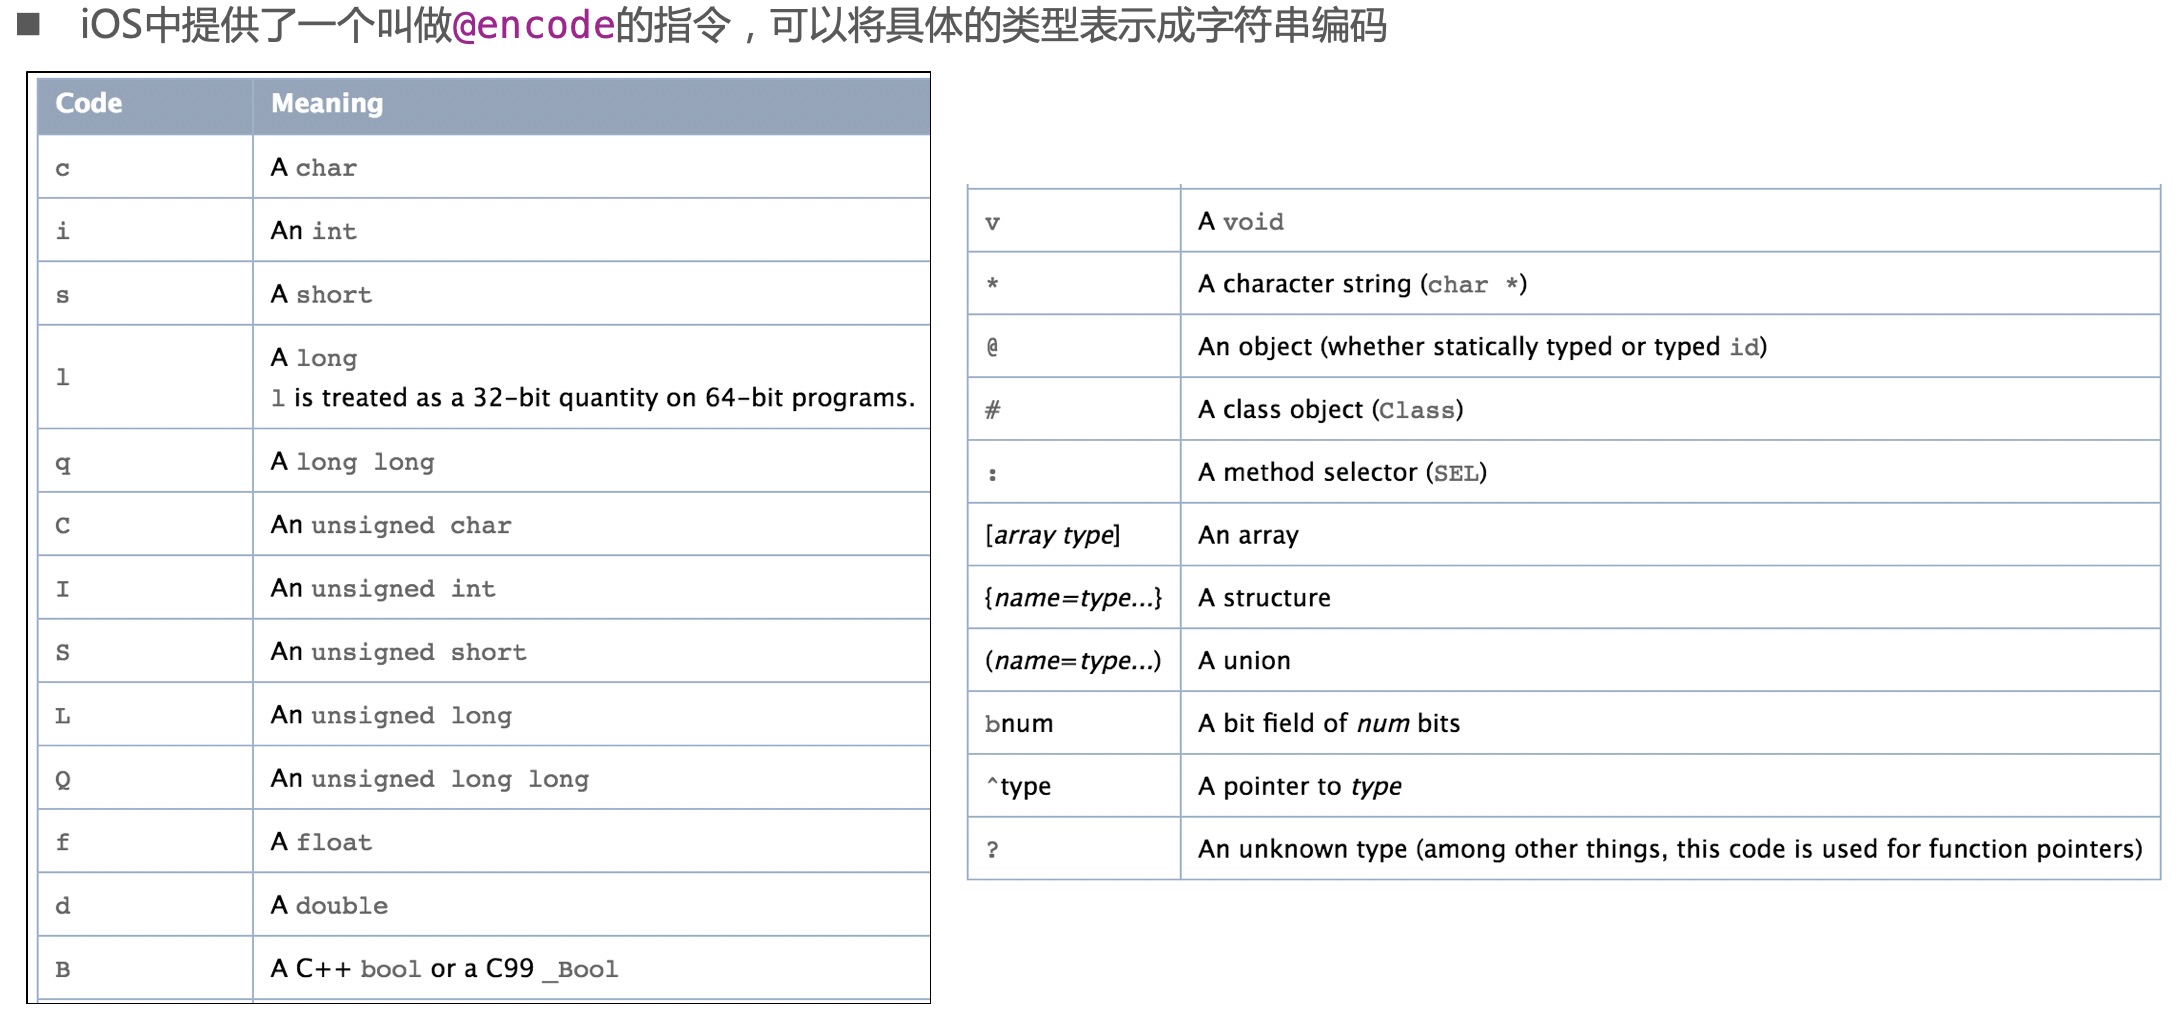 ■ iOS中提供了一个叫做@encode的指令，可以将具体的类型表示成字符串编码
Code Meaning
c A char
i An int
s A short
l A long
l is treated as a 32-bit quantity on 64-bit programs.
q A long long
C An unsigned char
I An unsigned int
S An unsigned short
L An unsigned long
Q An unsigned long long
f A float
d A double
B A C++ bool or a C99 _Bool
v A void
* A character string (char *)
@ An object (whether statically typed or typed id)
# A class object (Class)
: A method selector (SEL)
[array type] An array
{name=type...} A structure
(name=type...) A union
bnum A bit field of num bits
^type A pointer to type
? An unknown type (among other things, this code is used for function pointers)